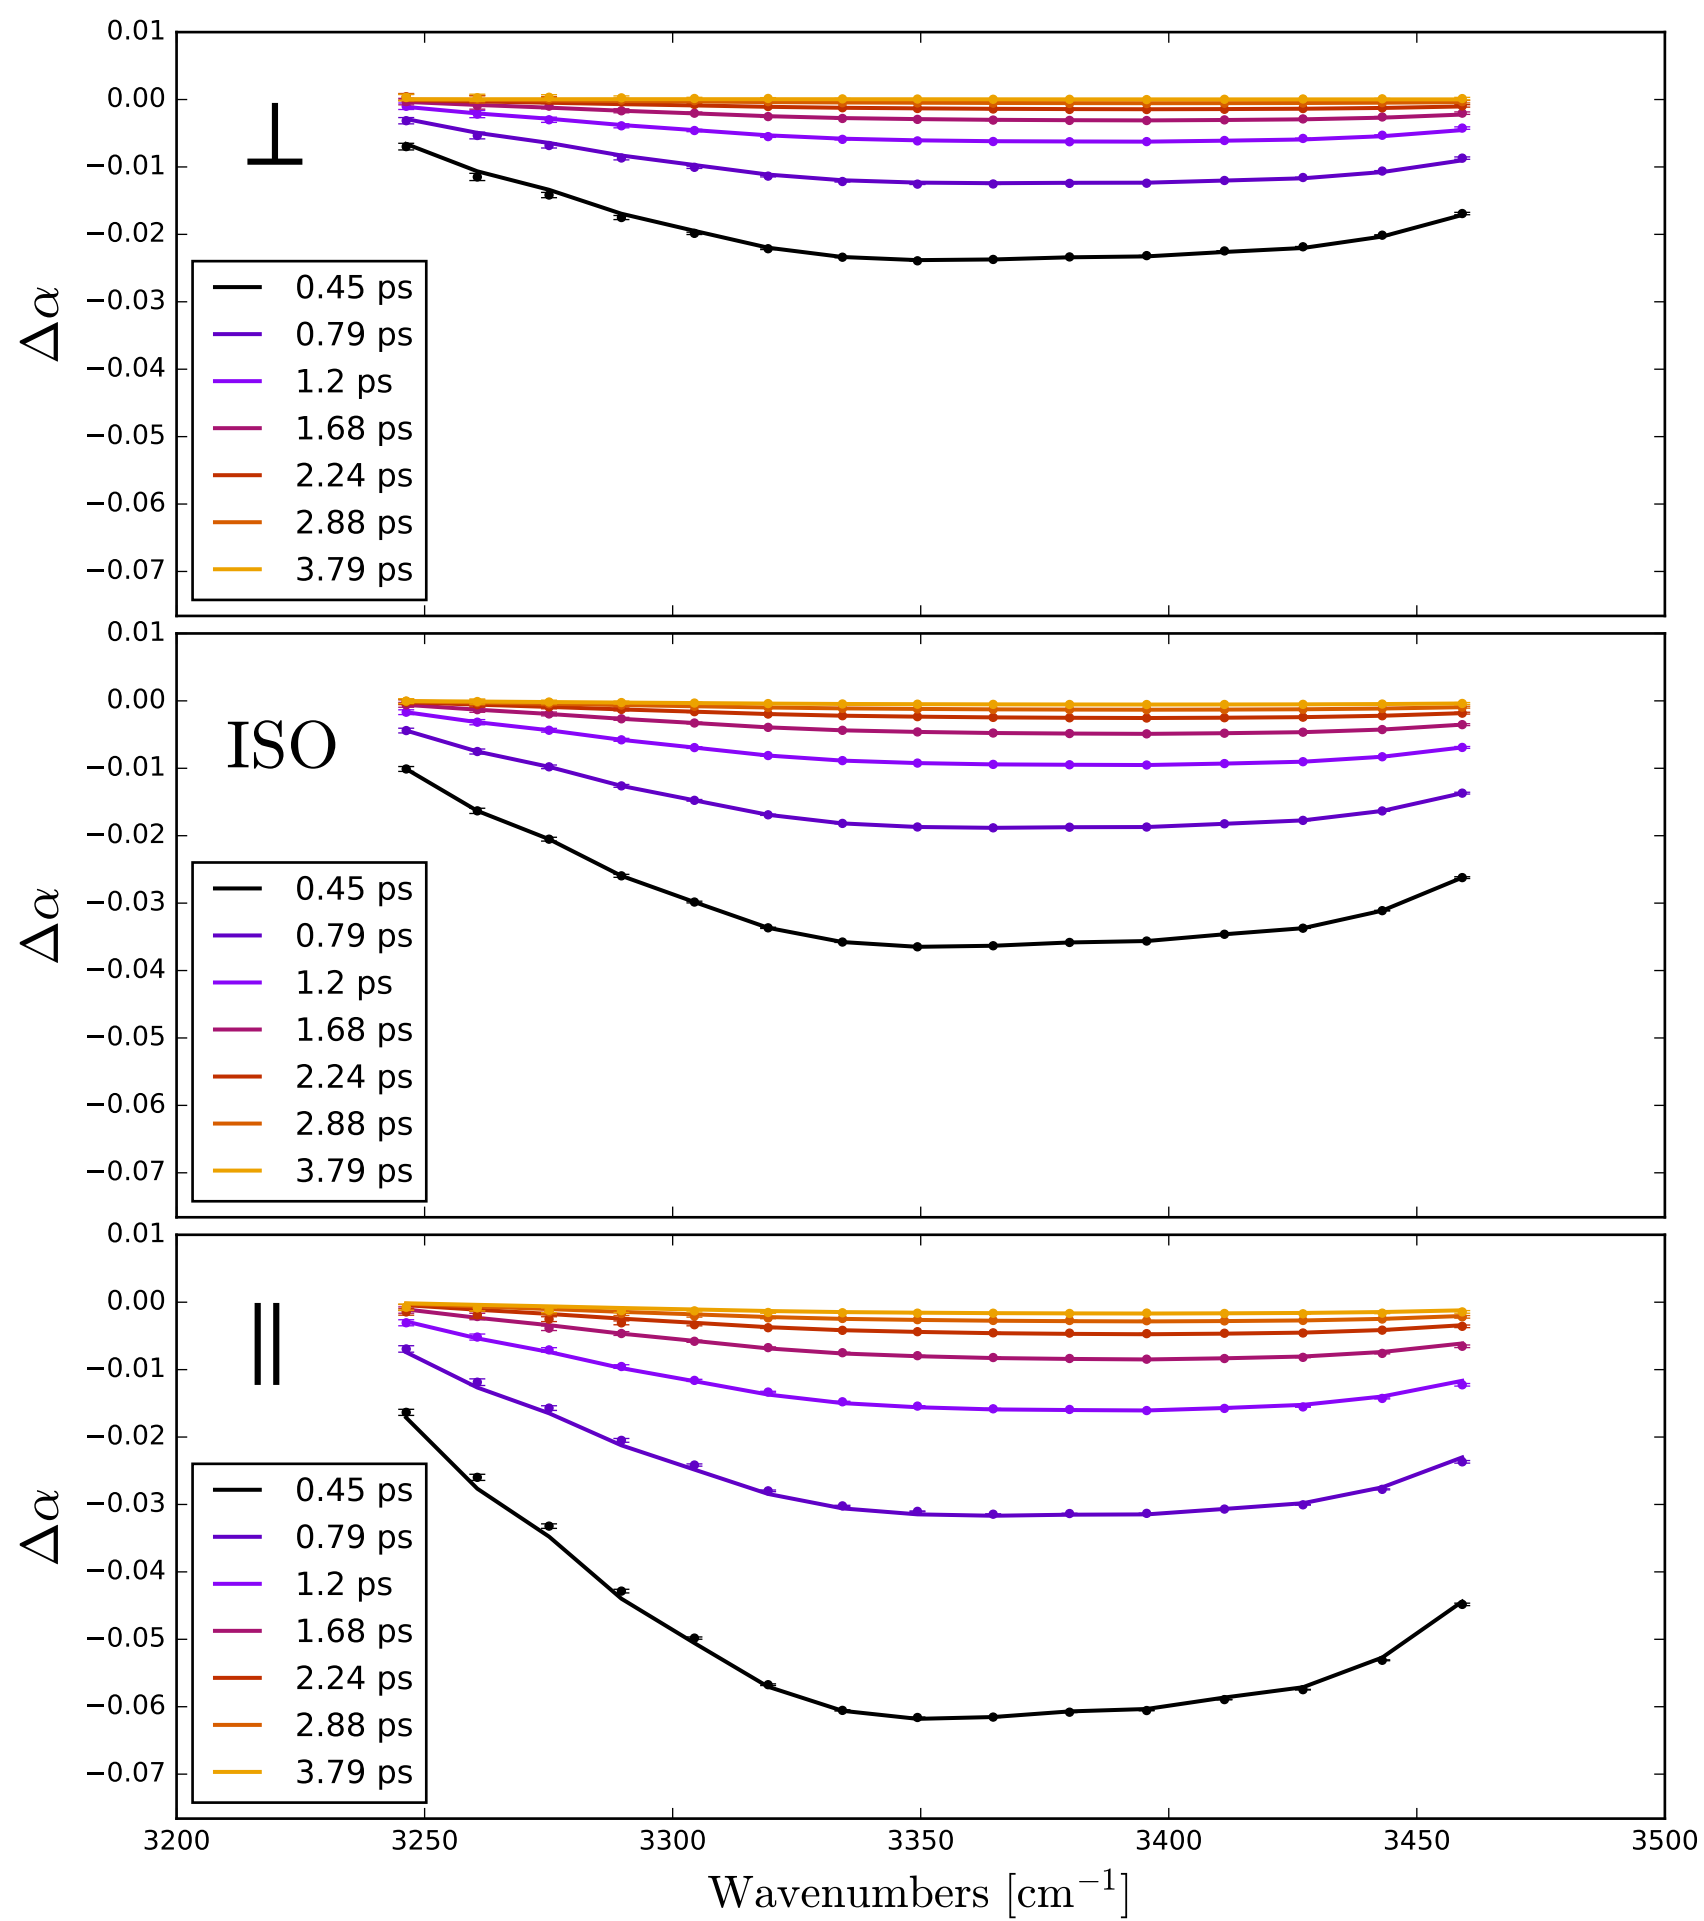 0.01
0.00
−0.01
−0.02
−0.03
−0.04
−0.05
−0.06
−0.07
Δα
⊥
0.45 ps
0.79 ps
1.2 ps
1.68 ps
2.24 ps
2.88 ps
3.79 ps
0.01
0.00
−0.01
−0.02
−0.03
−0.04
−0.05
−0.06
−0.07
Δα
ISO
0.45 ps
0.79 ps
1.2 ps
1.68 ps
2.24 ps
2.88 ps
3.79 ps
0.01
0.00
−0.01
−0.02
−0.03
−0.04
−0.05
−0.06
−0.07
Δα
||
0.45 ps
0.79 ps
1.2 ps
1.68 ps
2.24 ps
2.88 ps
3.79 ps
3200 3250 3300 3350 3400 3450 3500
Wavenumbers [cm⁻¹]